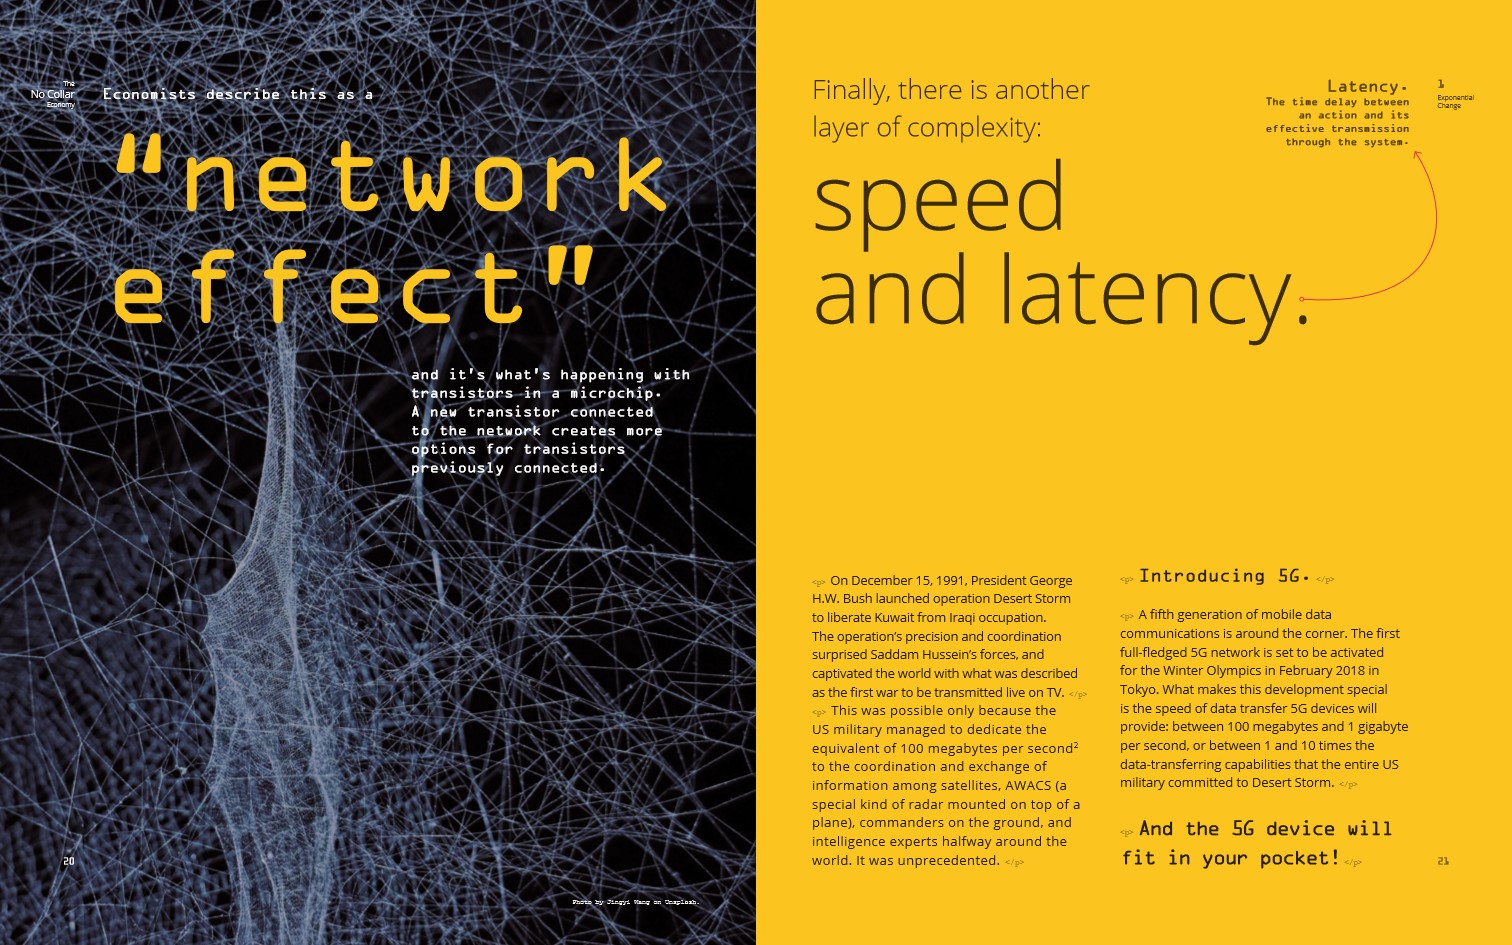 The
No Collar
Economy
Economists describe this as a
“network
effect”
and it's what's happening with
transistors in a microchip.
A new transistor connected
to the network creates more
options for transistors
previously connected.
20
Photo by Jingyi Wang on Unsplash.
Finally, there is another
layer of complexity:
speed
and latency.
Latency.
The time delay between
an action and its
effective transmission
through the system.
1
Exponential
Change
<p> On December 15, 1991, President George
H.W. Bush launched operation Desert Storm
to liberate Kuwait from Iraqi occupation.
The operation’s precision and coordination
surprised Saddam Hussein’s forces, and
captivated the world with what was described
as the first war to be transmitted live on TV. </p>
<p> This was possible only because the
US military managed to dedicate the
equivalent of 100 megabytes per second²
to the coordination and exchange of
information among satellites, AWACS (a
special kind of radar mounted on top of a
plane), commanders on the ground, and
intelligence experts halfway around the
world. It was unprecedented. </p>
<p> Introducing 5G. </p>
<p> A fifth generation of mobile data
communications is around the corner. The first
full-fledged 5G network is set to be activated
for the Winter Olympics in February 2018 in
Tokyo. What makes this development special
is the speed of data transfer 5G devices will
provide: between 100 megabytes and 1 gigabyte
per second, or between 1 and 10 times the
data-transferring capabilities that the entire US
military committed to Desert Storm. </p>
<p> And the 5G device will
fit in your pocket! </p>
21